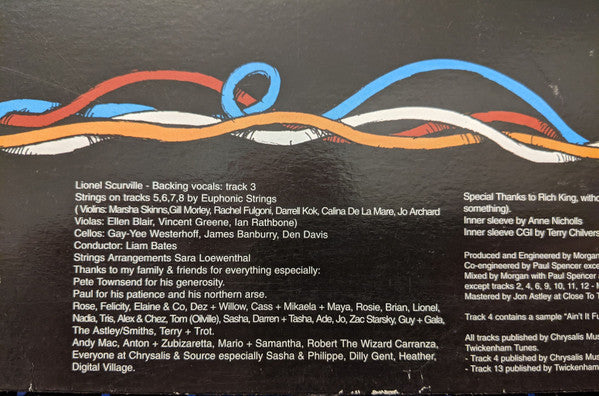 Lionel Scurville - Backing vocals: track 3
Strings on tracks 5,6,7,8 by Euphonic Strings
( Violins: Marsha Skinns,Gill Morley, Rachel Fulgoni, Darrell Kok, Calina De La Mare, Jo Archard
Violas: Ellen Blair, Vincent Greene, Ian Rathbone)
Cellos: Gay-Yee Westerhoff, James Banburry, Den Davis
Conductor: Liam Bates
Strings Arrangements Sara Loewenthal
Thanks to my family & friends for everything especially:
Pete Townsend for his generosity.
Paul for his patience and his northern arse.
Rose, Felicity, Elaine & Co, Dez + Willow, Cass + Mikaela + Maya, Rosie, Brian, Lionel,
Nadia, Tris, Alex & Chez, Tom (Olivite), Sasha, Darren + Tasha, Ade, Jo, Zac Starsky, Guy + Gala,
The Astley/Smiths, Terry + Trot.
Andy Mac, Anton + Zubizaretta, Mario + Samantha, Robert The Wizard Carranza,
Everyone at Chrysalis & Source especially Sasha & Philippe, Dilly Gent, Heather,
Digital Village.
Special Thanks to Rich King, witho
something).
Inner sleeve by Anne Nicholls
Inner sleeve CGI by Terry Chilvers
Produced and Engineered by Morgan
Co-engineered by Paul Spencer exce
Mixed by Morgan with Paul Spencer a
except tracks 2, 4, 6, 9, 10, 11, 12 - M
Mastered by Jon Astley at Close To T
Track 4 contains a sample "Ain't It Fu
All tracks published by Chrysalis Mus
Twickenham Tunes.
- Track 4 published by Chrysalis Musi
- Track 13 published by Twickenham